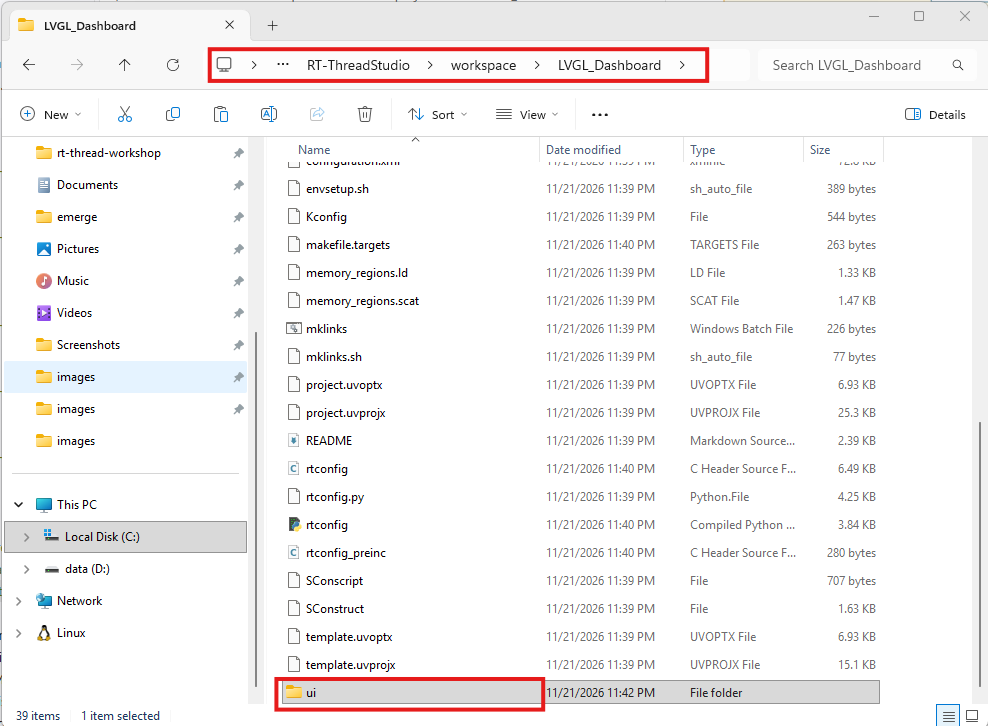 LVGL_Dashboard
RT-ThreadStudio workspace LVGL_Dashboard Search LVGL_Dashboard
New Sort View Details
Name Date modified Type Size
rt-thread-workshop
Documents
emerge
Pictures
Music
Videos
Screenshots
images
images
images
This PC
Local Disk (C:)
data (D:)
Network
Linux
configuration.xml 11/21/2026 11:39 PM xmlfile 12.8 KB
envsetup.sh 11/21/2026 11:39 PM sh_auto_file 389 bytes
Kconfig 11/21/2026 11:39 PM File 544 bytes
makefile.targets 11/21/2026 11:40 PM TARGETS File 263 bytes
memory_regions.ld 11/21/2026 11:39 PM LD File 1.33 KB
memory_regions.scat 11/21/2026 11:39 PM SCAT File 1.47 KB
mklinks 11/21/2026 11:39 PM Windows Batch File 226 bytes
mklinks.sh 11/21/2026 11:39 PM sh_auto_file 77 bytes
project.uvoptx 11/21/2026 11:39 PM UVOPTX File 6.93 KB
project.uvprojx 11/21/2026 11:39 PM UVPROJX File 25.3 KB
README 11/21/2026 11:39 PM Markdown Source... 2.39 KB
rtconfig 11/21/2026 11:40 PM C Header Source F... 6.49 KB
rtconfig.py 11/21/2026 11:40 PM Python.File 4.25 KB
rtconfig 11/21/2026 11:40 PM Compiled Python ... 3.84 KB
rtconfig_preinc 11/21/2026 11:40 PM C Header Source F... 280 bytes
SConscript 11/21/2026 11:39 PM File 707 bytes
SConstruct 11/21/2026 11:39 PM File 1.63 KB
template.uvoptx 11/21/2026 11:39 PM UVOPTX File 6.93 KB
template.uvprojx 11/21/2026 11:39 PM UVPROJX File 15.1 KB
ui 11/21/2026 11:42 PM File folder
39 items 1 item selected